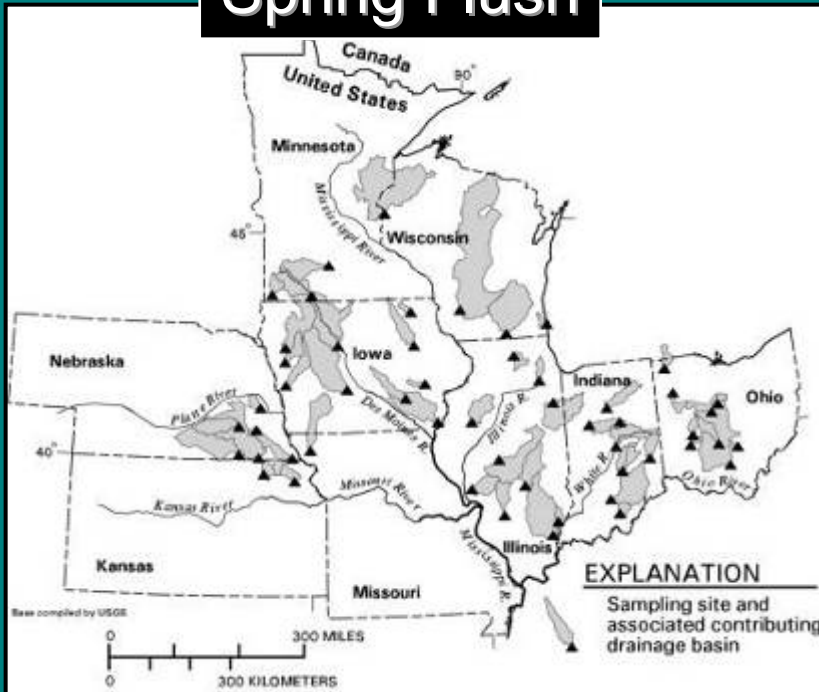 Spring Flush
Canada
United States
90°
Minnesota
Mississippi River
45°
Wisconsin
Iowa
Nebraska
Indiana
Ohio
Platte River
Des Moines R.
Illinois R.
40°
White R.
Ohio River
Missouri River
Kansas River
Mississippi R.
Illinois
Kansas
Missouri
EXPLANATION
Sampling site and
associated contributing
drainage basin
Base compiled by USGS
0 300 MILES
0 300 KILOMETERS